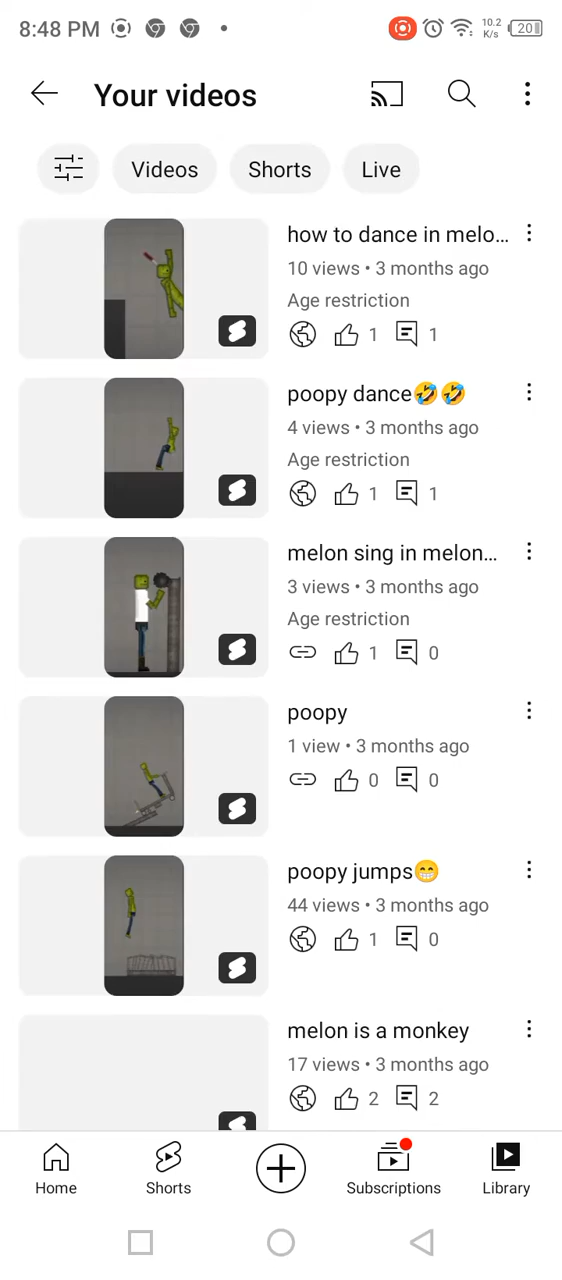 8:48 PM 10.2 K/s 20
Your videos
Videos Shorts Live
how to dance in melo...
10 views • 3 months ago
Age restriction
1 1
poopy dance🤣🤣
4 views • 3 months ago
Age restriction
1 1
melon sing in melon...
3 views • 3 months ago
Age restriction
1 0
poopy
1 view • 3 months ago
0 0
poopy jumps😁
44 views • 3 months ago
1 0
melon is a monkey
17 views • 3 months ago
2 2
Home Shorts Subscriptions Library